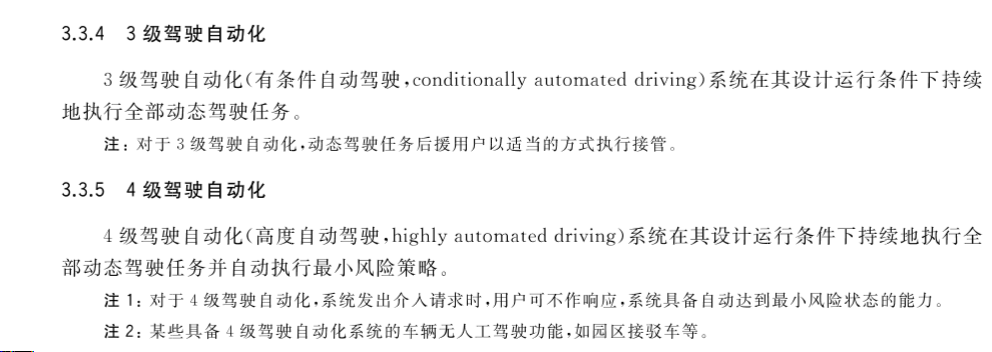 3.3.4 3 级驾驶自动化
3 级驾驶自动化(有条件自动驾驶,conditionally automated driving)系统在其设计运行条件下持续
地执行全部动态驾驶任务。
注:对于 3 级驾驶自动化,动态驾驶任务后援用户以适当的方式执行接管。
3.3.5 4 级驾驶自动化
4 级驾驶自动化(高度自动驾驶,highly automated driving)系统在其设计运行条件下持续地执行全
部动态驾驶任务并自动执行最小风险策略。
注 1:对于 4 级驾驶自动化,系统发出介入请求时,用户可不作响应,系统具备自动达到最小风险状态的能力。
注 2:某些具备 4 级驾驶自动化系统的车辆无人工驾驶功能,如园区接驳车等。